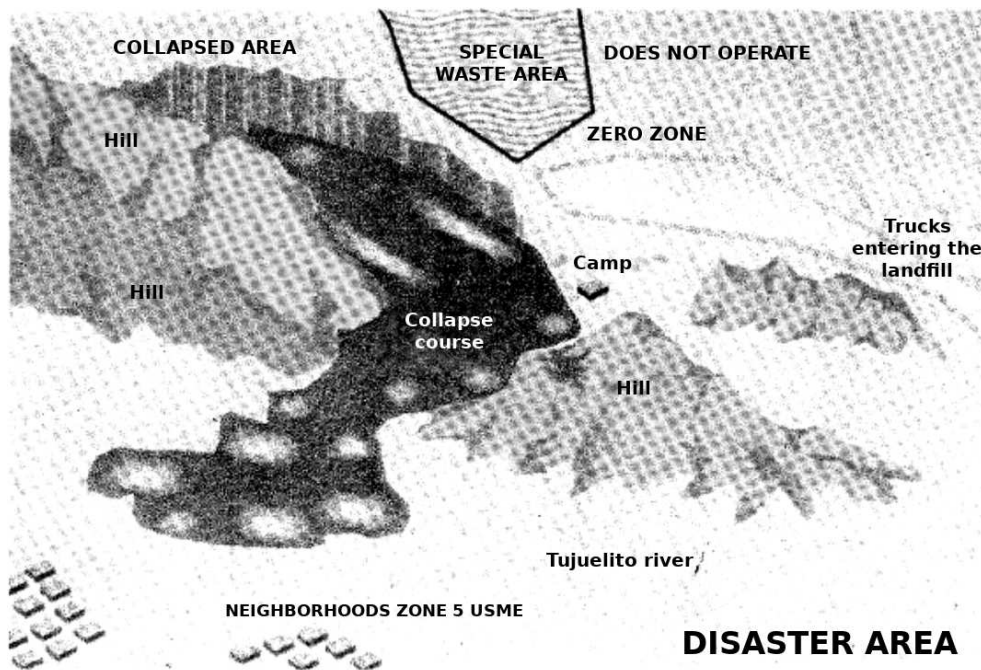 COLLAPSED AREA
SPECIAL
WASTE AREA
DOES NOT OPERATE
ZERO ZONE
Hill
Trucks
entering the
landfill
Camp
Hill
Collapse
course
Hill
Tujuelito river,
NEIGHBORHOODS ZONE 5 USME
DISASTER AREA